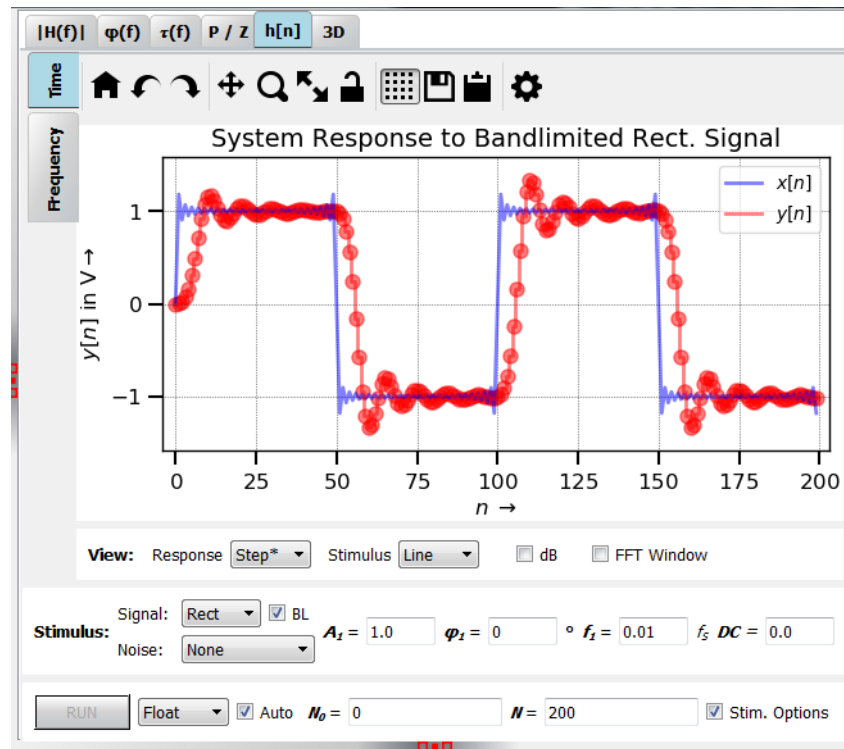 |H(f)| φ(f) τ(f) P / Z h[n] 3D
Time
Frequency
System Response to Bandlimited Rect. Signal
x[n]
y[n]
y[n] in V →
1
0
−1
0 25 50 75 100 125 150 175 200
n →
View: Response Step* Stimulus Line dB FFT Window
Stimulus:
Signal: Rect BL
Noise: None
A₁ = 1.0 φ₁ = 0 ° f₁ = 0.01 f_S DC = 0.0
RUN Float Auto N₀ = 0 N = 200 Stim. Options